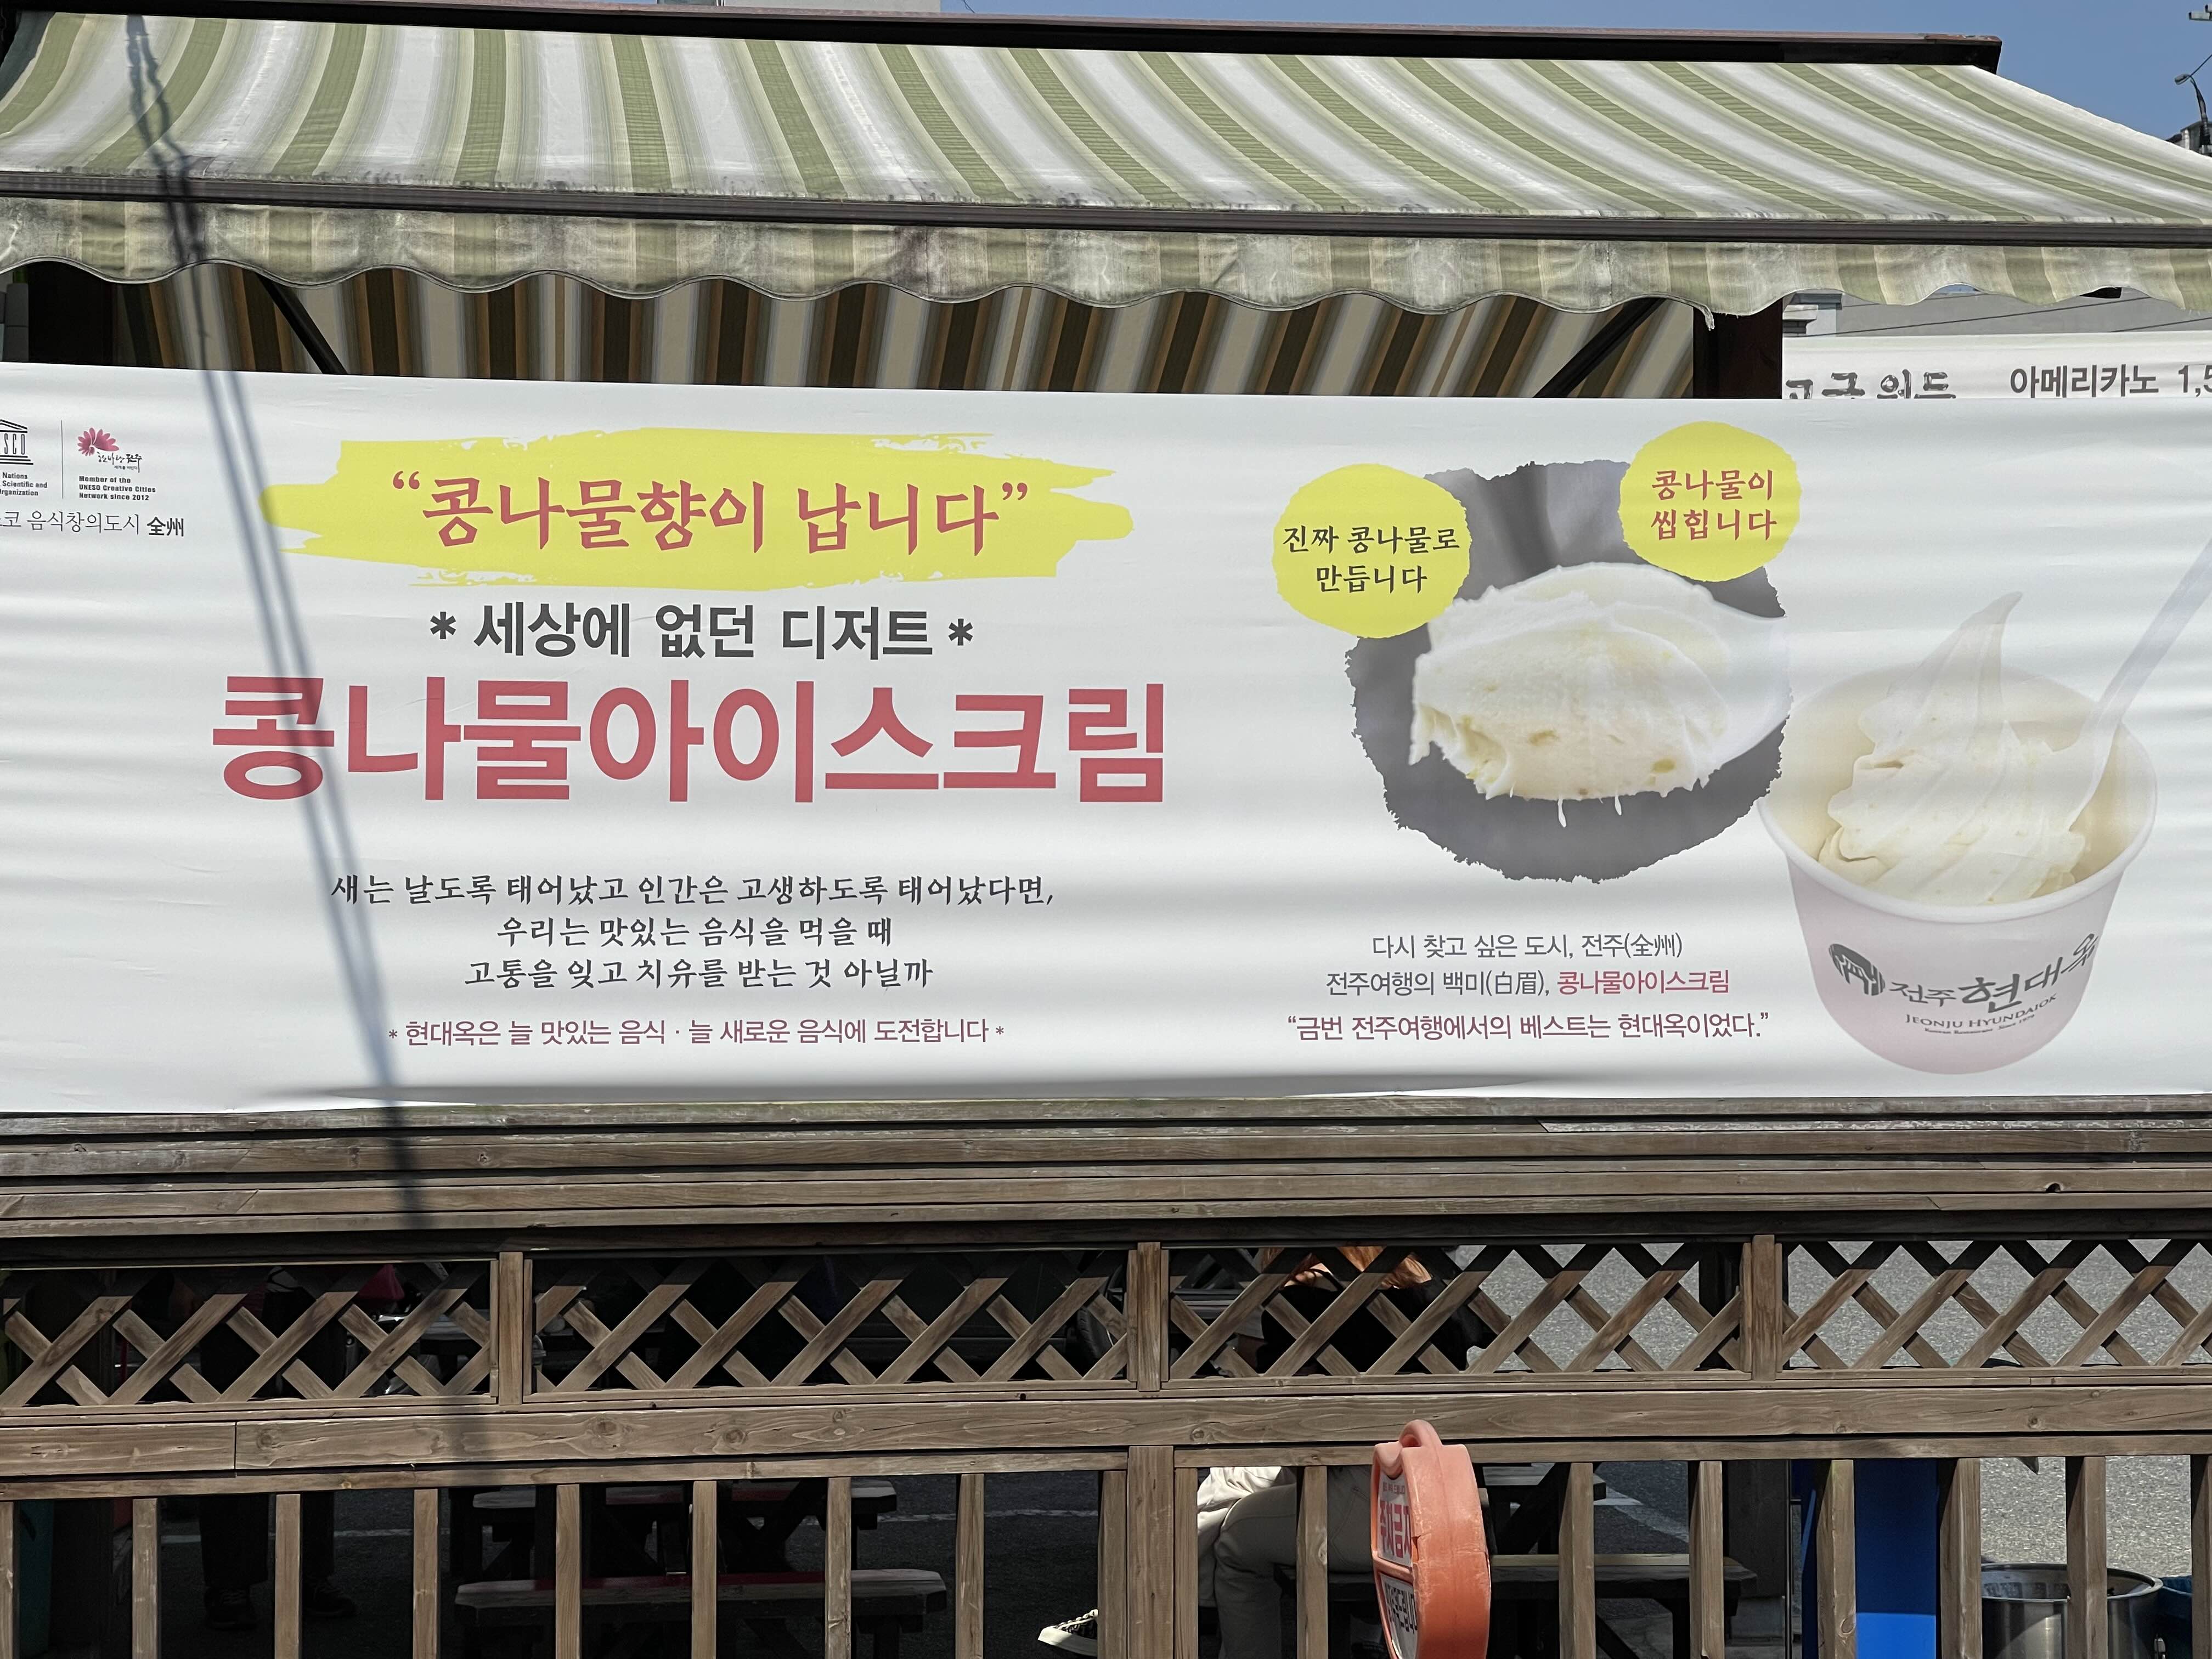 Nations
Scientific and
Organization
Member of the
UNESO Creative Cities
Network since 2012
음식창의도시 全州
“콩나물향이 납니다”
* 세상에 없던 디저트 *
콩나물아이스크림
새는 날도록 태어났고 인간은 고생하도록 태어났다면,
우리는 맛있는 음식을 먹을 때
고통을 잊고 치유를 받는 것 아닐까
* 현대옥은 늘 맛있는 음식 · 늘 새로운 음식에 도전합니다 *
진짜 콩나물로
만듭니다
콩나물이
씹힙니다
다시 찾고 싶은 도시, 전주(全州)
전주여행의 백미(白眉), 콩나물아이스크림
“금번 전주여행에서의 베스트는 현대옥이었다.”
전주 현대옥
JEONJU HYUNDAIOK
아메리카노